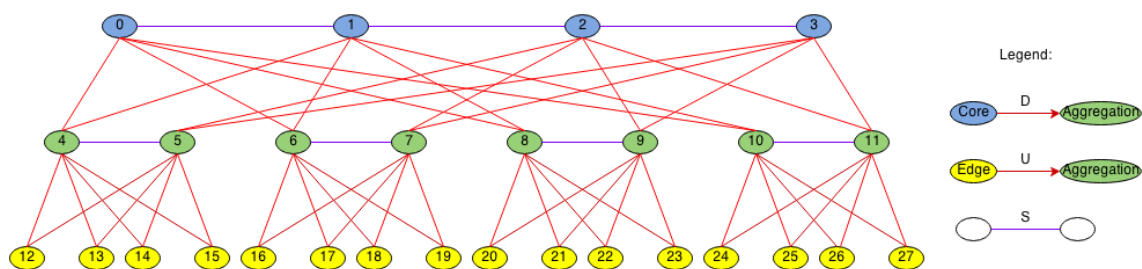 0 1 2 3
Legend:
D
Core Aggregation
4 5 6 7 8 9 10 11
U
Edge Aggregation
S
12 13 14 15 16 17 18 19 20 21 22 23 24 25 26 27